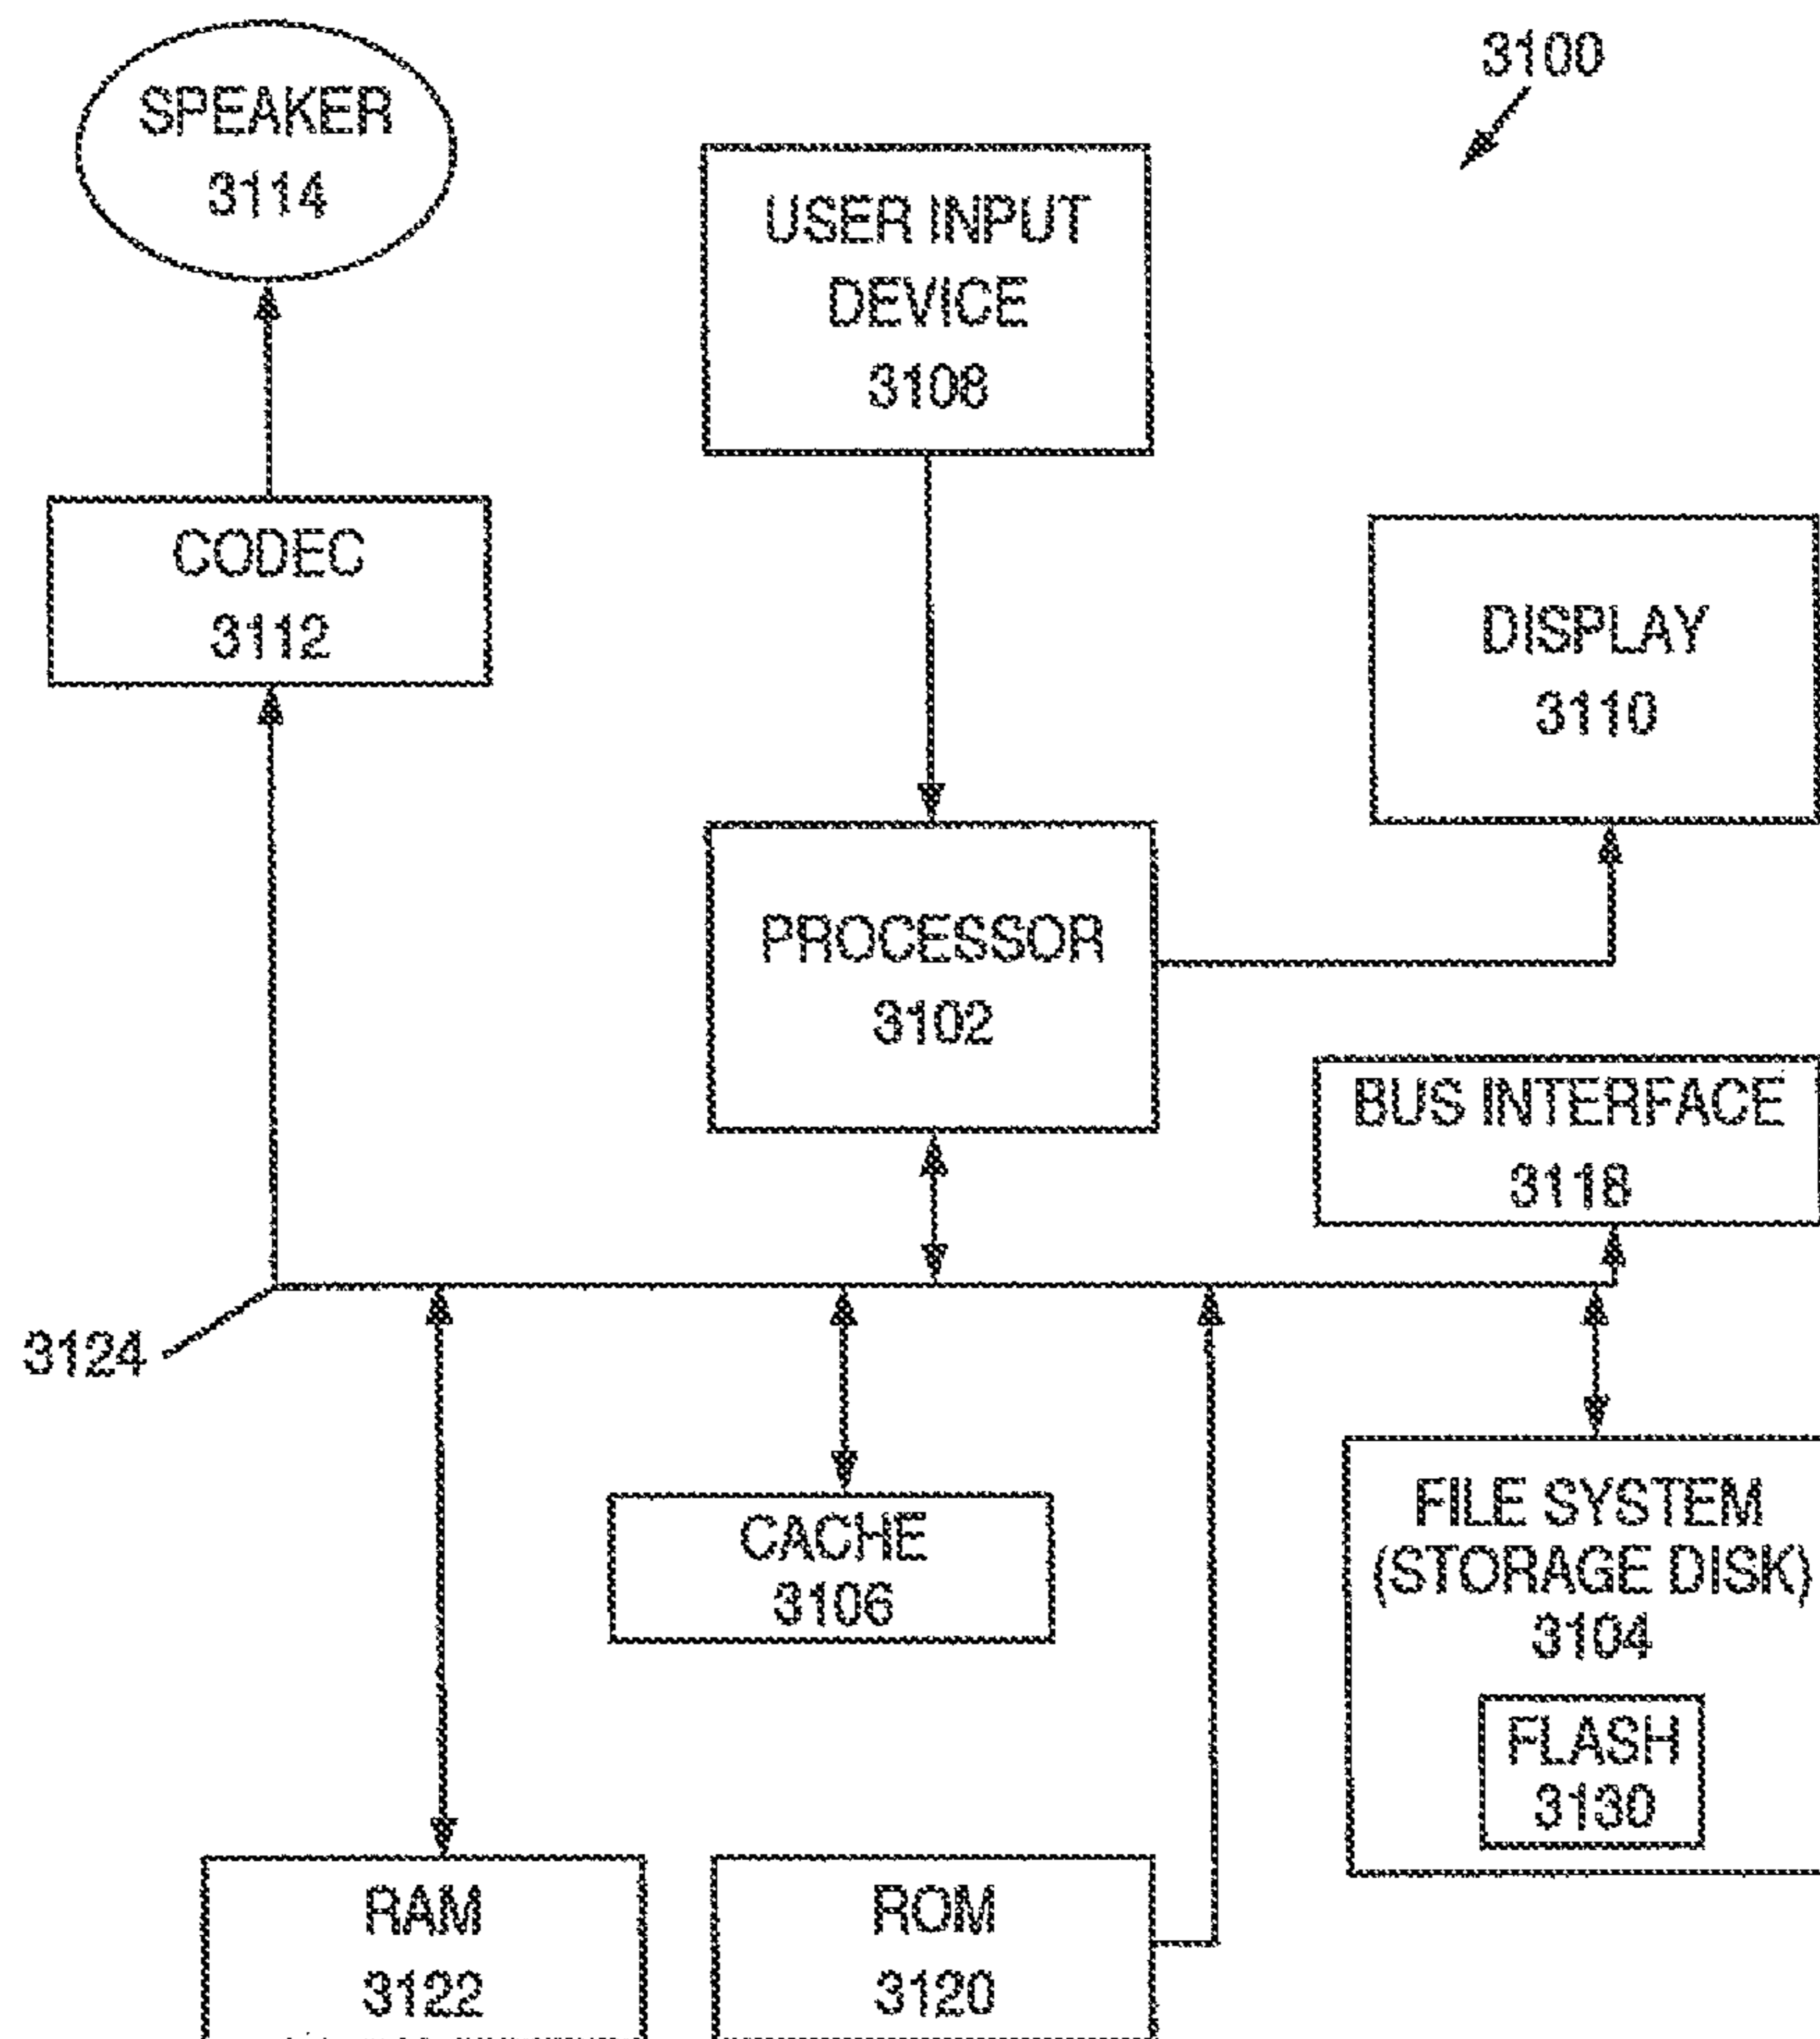 3100
SPEAKER
3114
USER INPUT
DEVICE
3108
CODEC
3112
DISPLAY
3110
PROCESSOR
3102
BUS INTERFACE
3118
3124
CACHE
3106
FILE SYSTEM
(STORAGE DISK)
3104
FLASH
3130
RAM
3122
ROM
3120